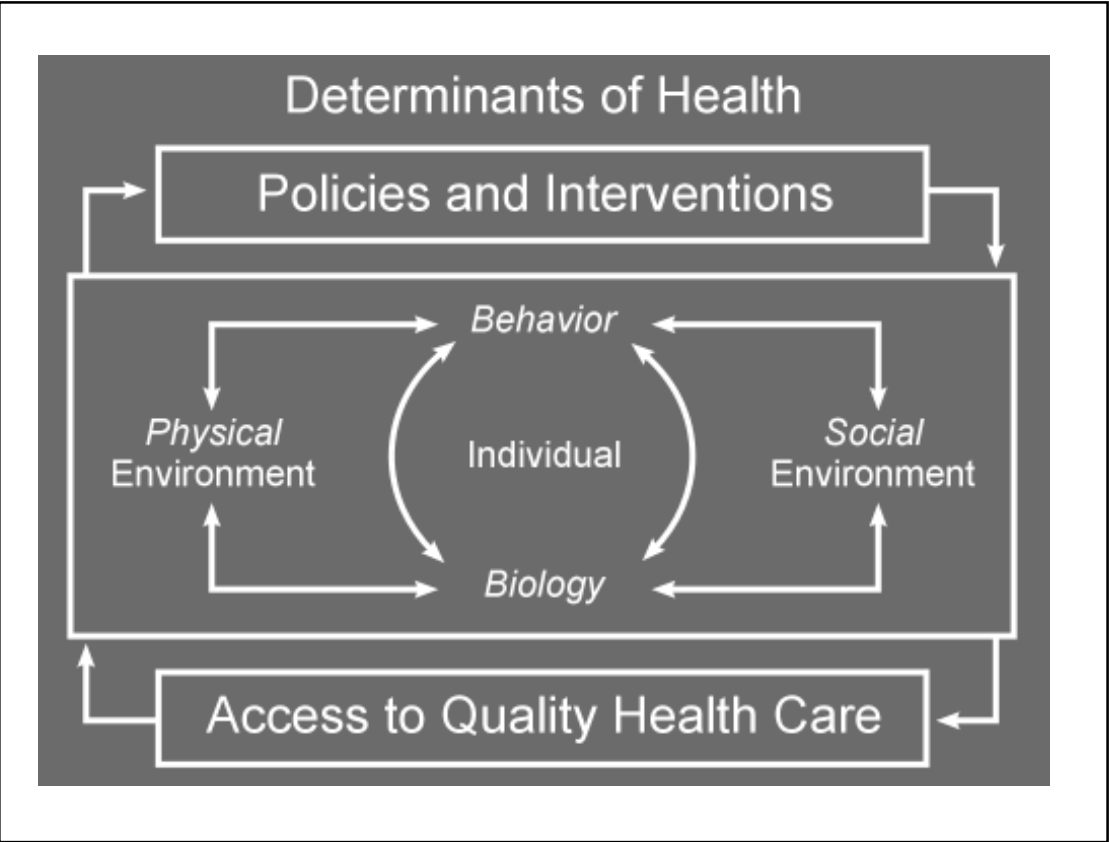 Determinants of Health
Policies and Interventions
Behavior
Physical
Environment
Individual
Social
Environment
Biology
Access to Quality Health Care